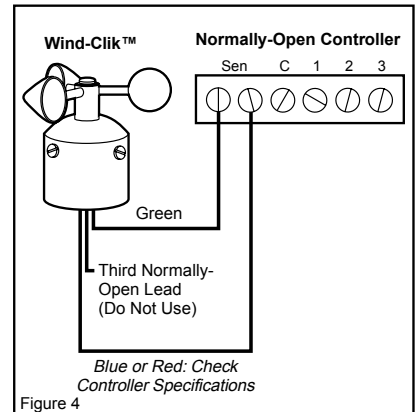 Wind-Clik™
Normally-Open Controller
Sen C 1 2 3
Green
Third Normally-
Open Lead
(Do Not Use)
Blue or Red: Check
Controller Specifications
Figure 4